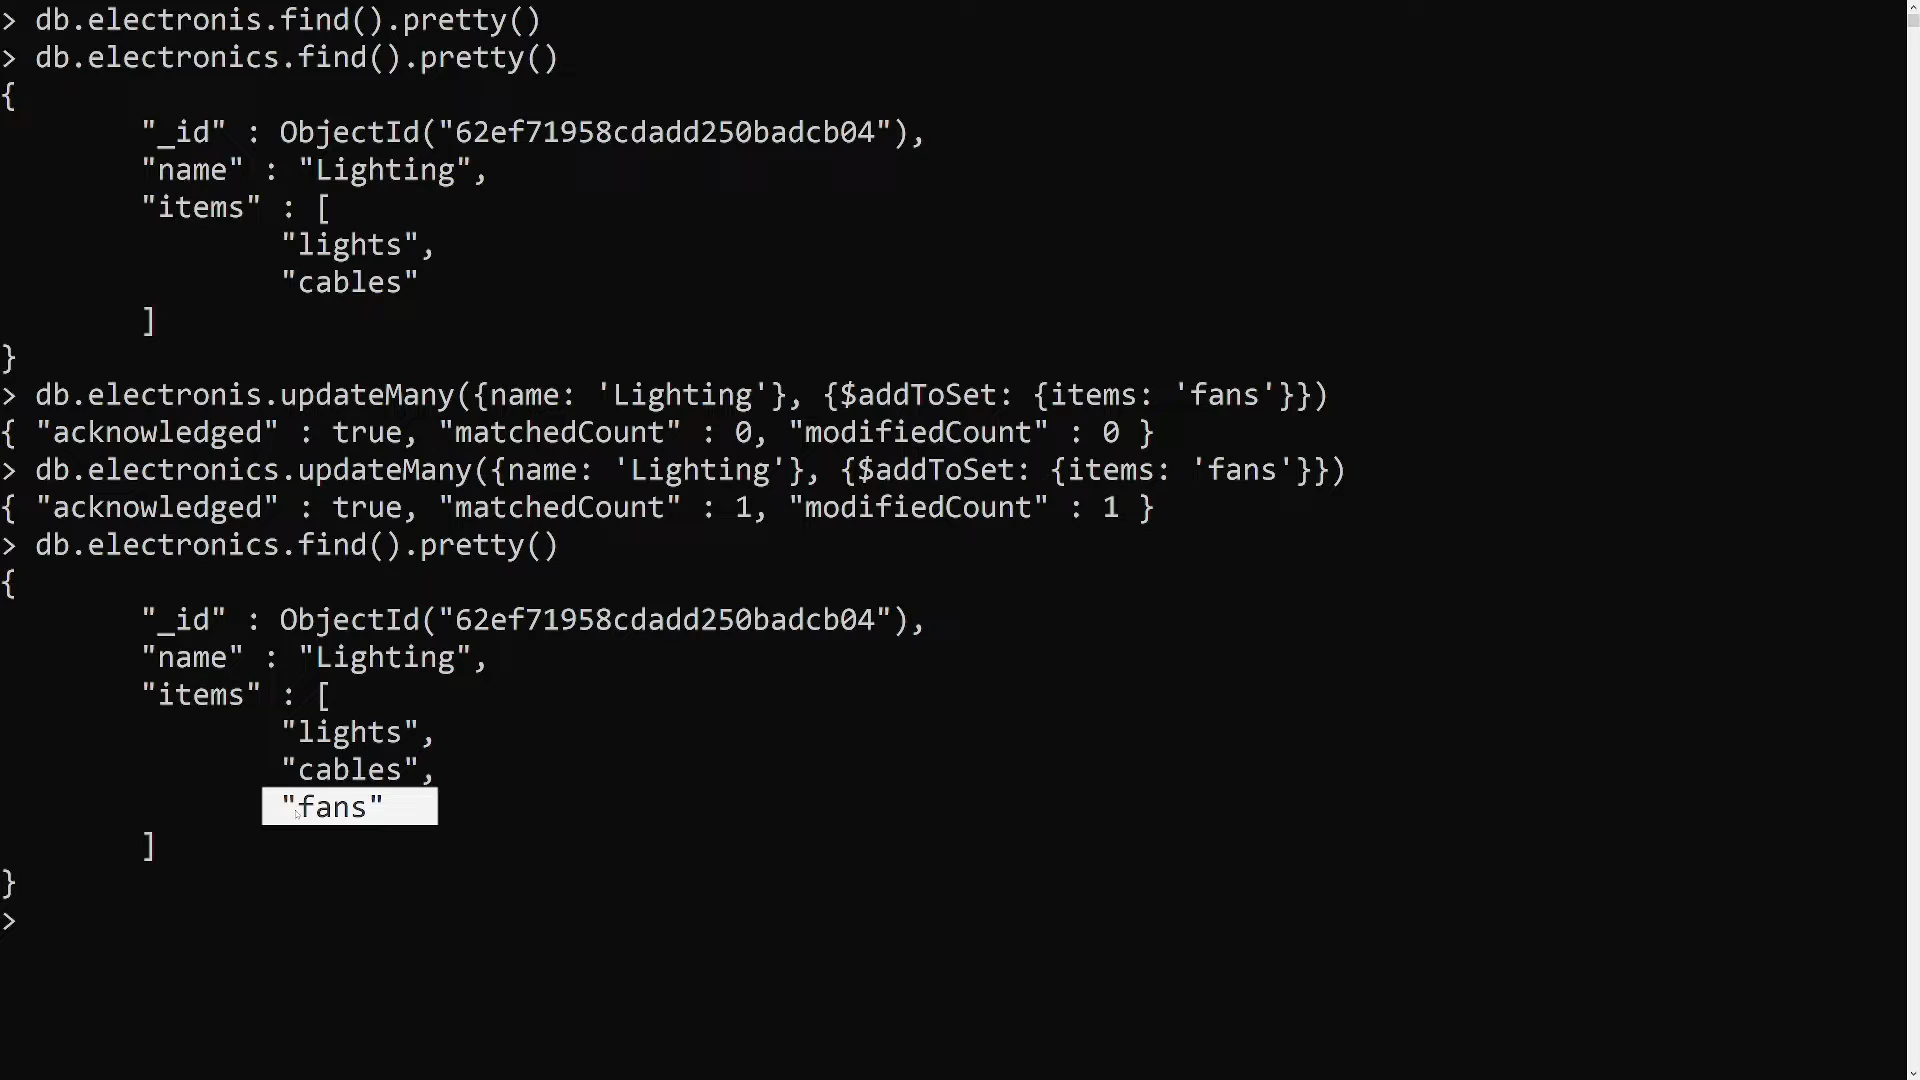 > db.electronis.find().pretty()
> db.electronics.find().pretty()
{
        "_id" : ObjectId("62ef71958cdadd250badcb04"),
        "name" : "Lighting",
        "items" : [
                "lights",
                "cables"
        ]
}
> db.electronis.updateMany({name: 'Lighting'}, {$addToSet: {items: 'fans'}})
{ "acknowledged" : true, "matchedCount" : 0, "modifiedCount" : 0 }
> db.electronics.updateMany({name: 'Lighting'}, {$addToSet: {items: 'fans'}})
{ "acknowledged" : true, "matchedCount" : 1, "modifiedCount" : 1 }
> db.electronics.find().pretty()
{
        "_id" : ObjectId("62ef71958cdadd250badcb04"),
        "name" : "Lighting",
        "items" : [
                "lights",
                "cables",
                "fans"
        ]
}
>